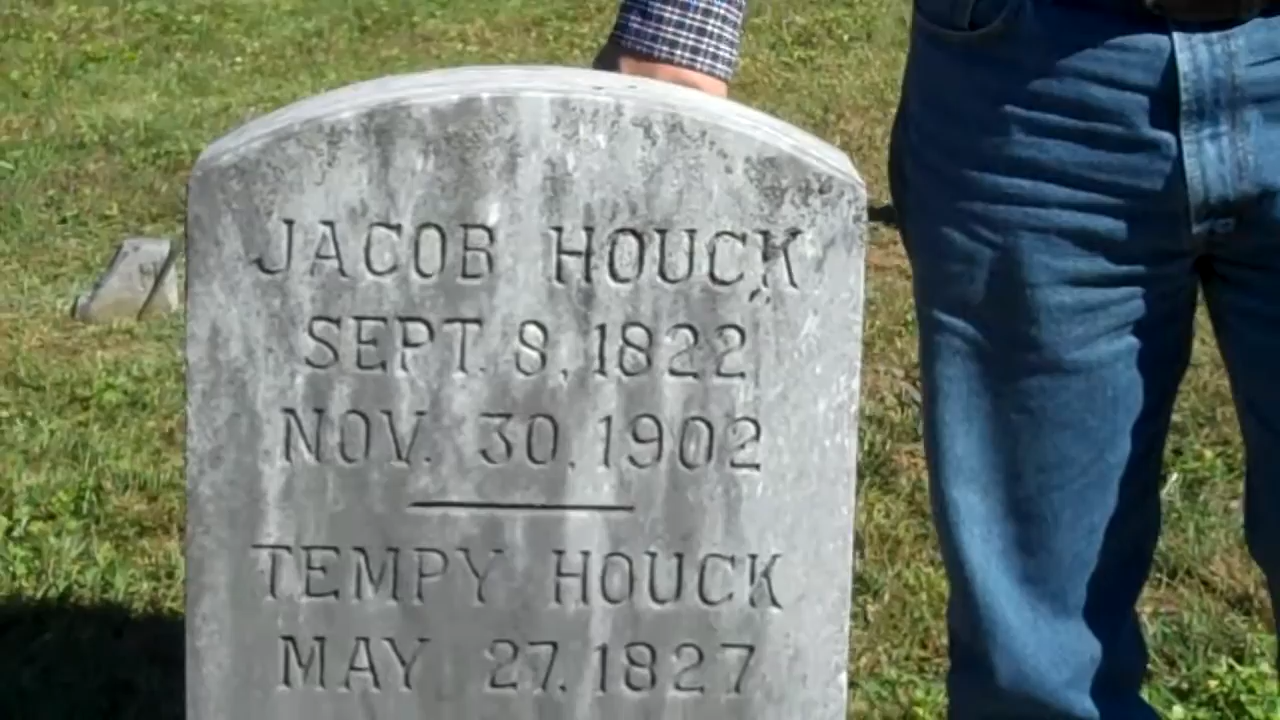 JACOB HOUCK
SEPT. 8, 1822
NOV. 30, 1902
TEMPY HOUCK
MAY 27, 1827